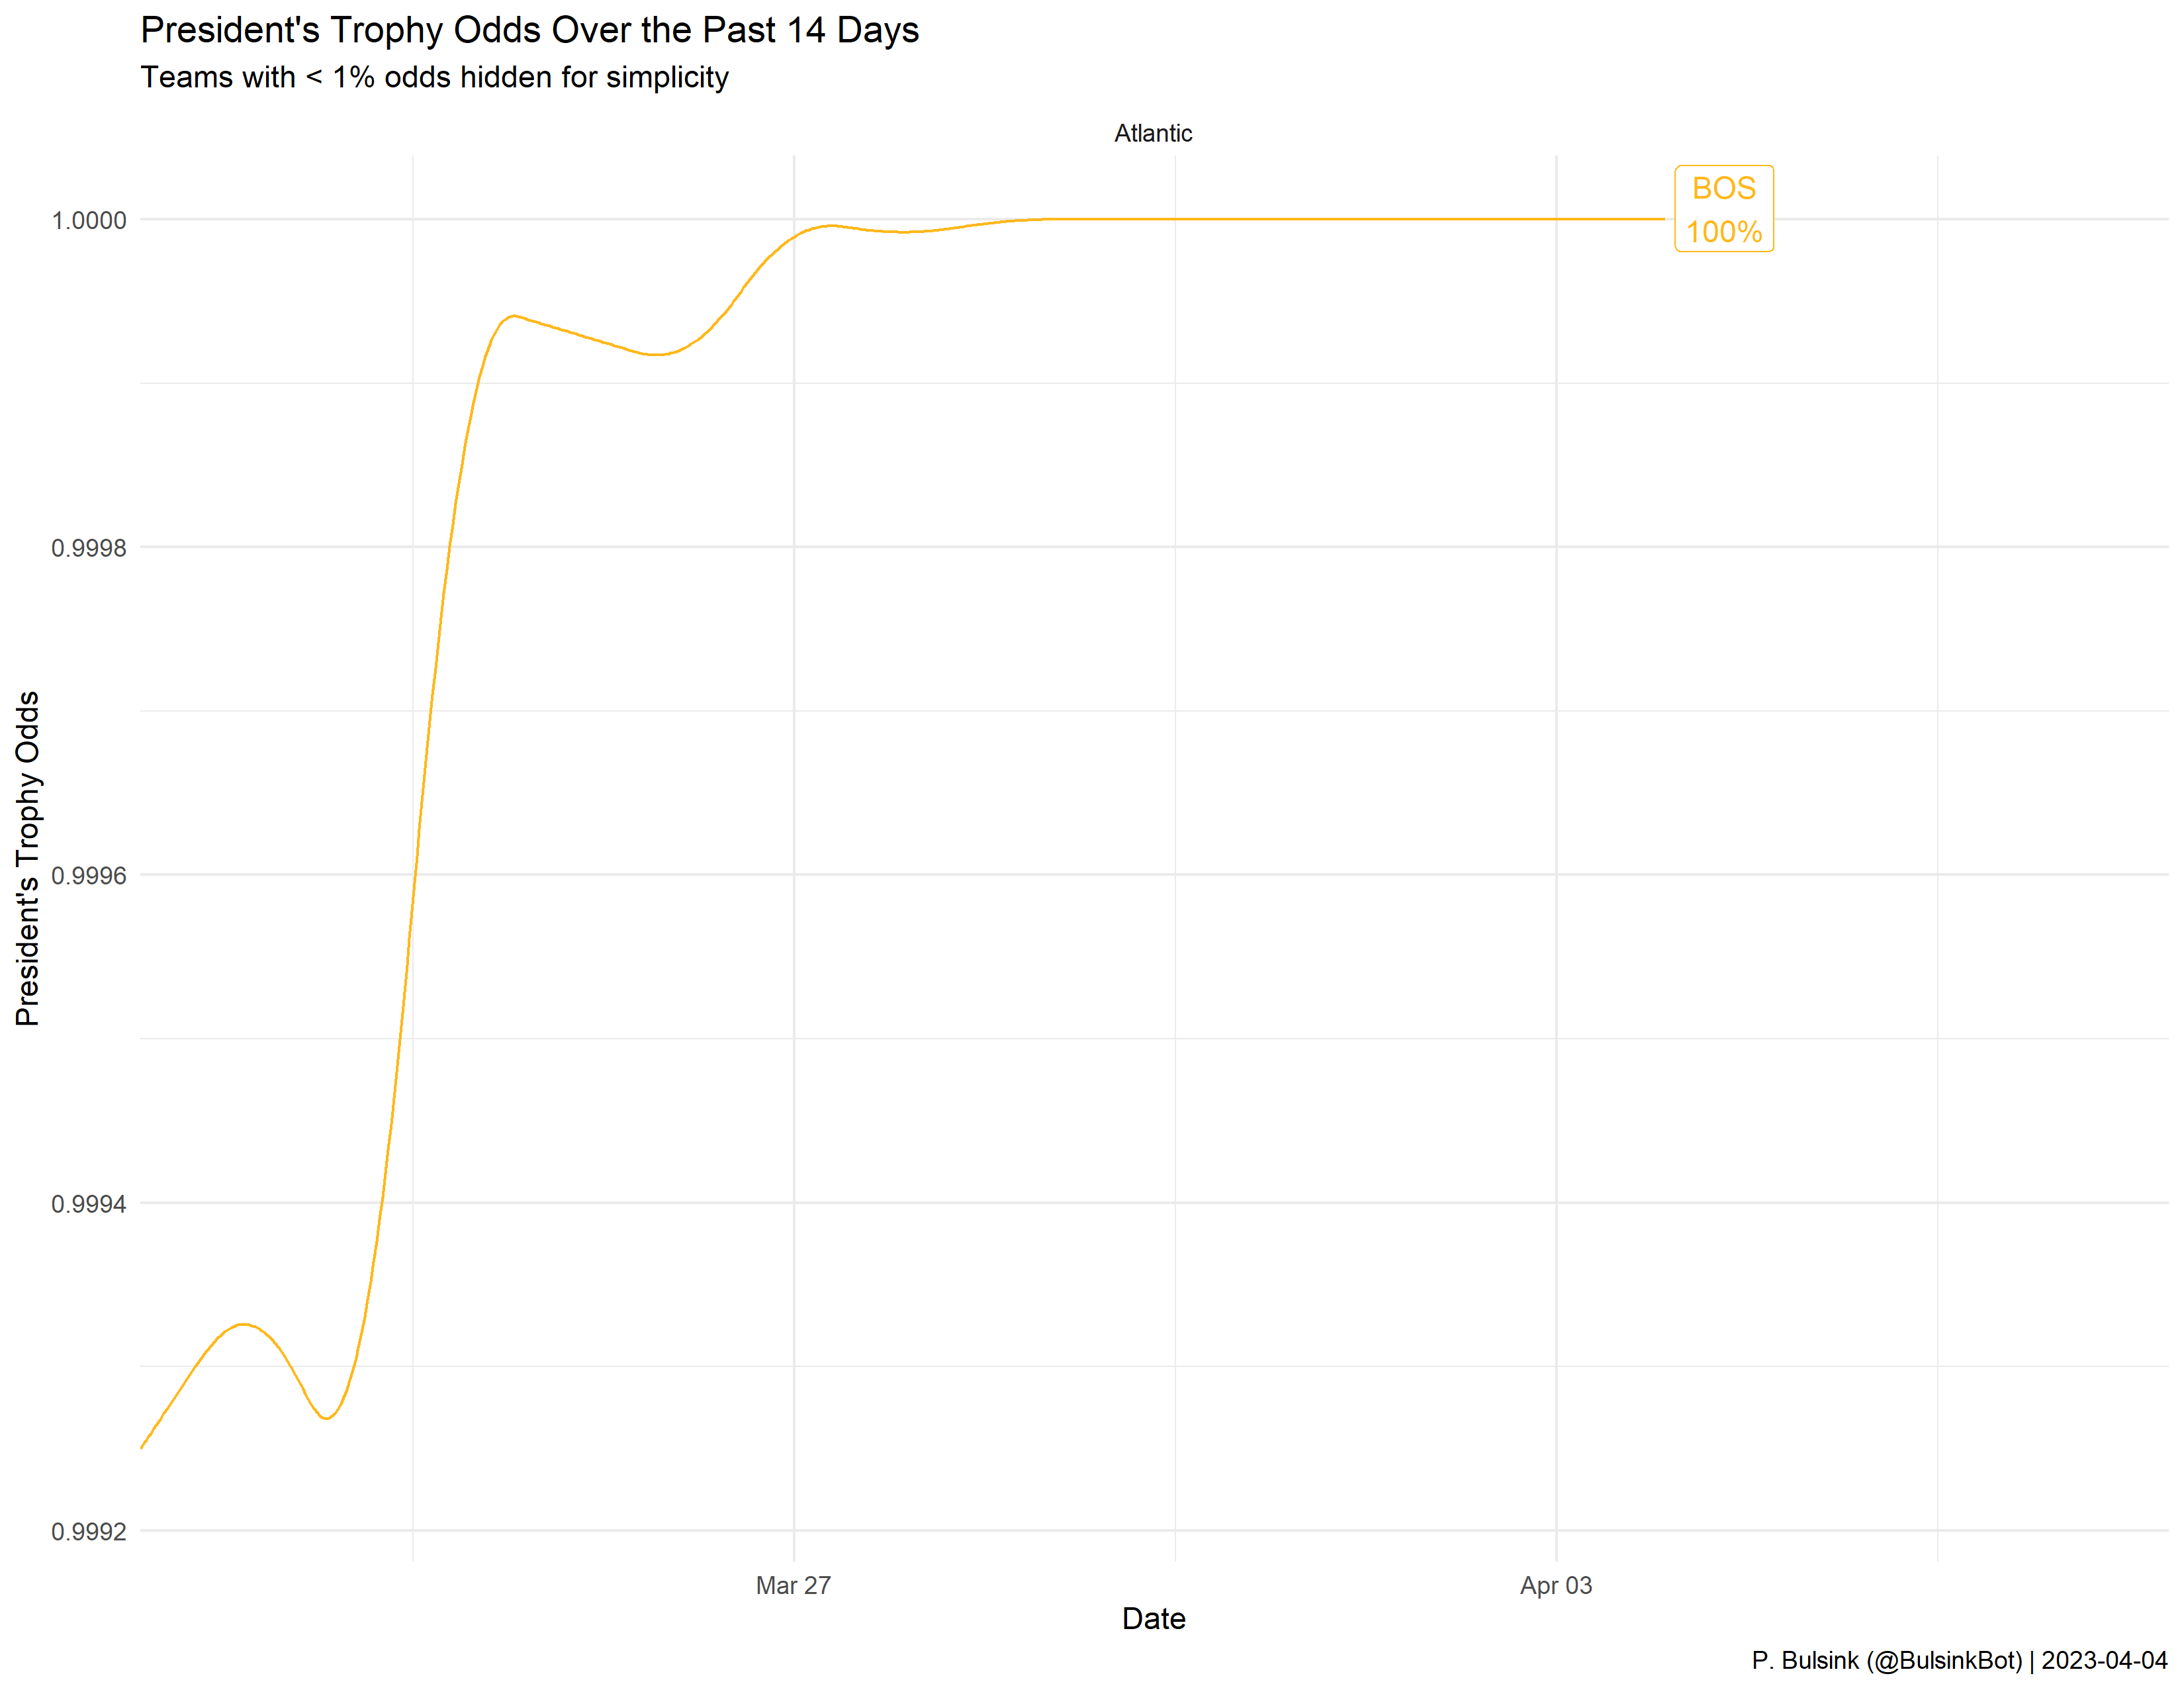 President's Trophy Odds Over the Past 14 Days
Teams with < 1% odds hidden for simplicity
Atlantic
BOS
100%
1.0000
0.9998
0.9996
0.9994
0.9992
President's Trophy Odds
Mar 27
Apr 03
Date
P. Bulsink (@BulsinkBot) | 2023-04-04